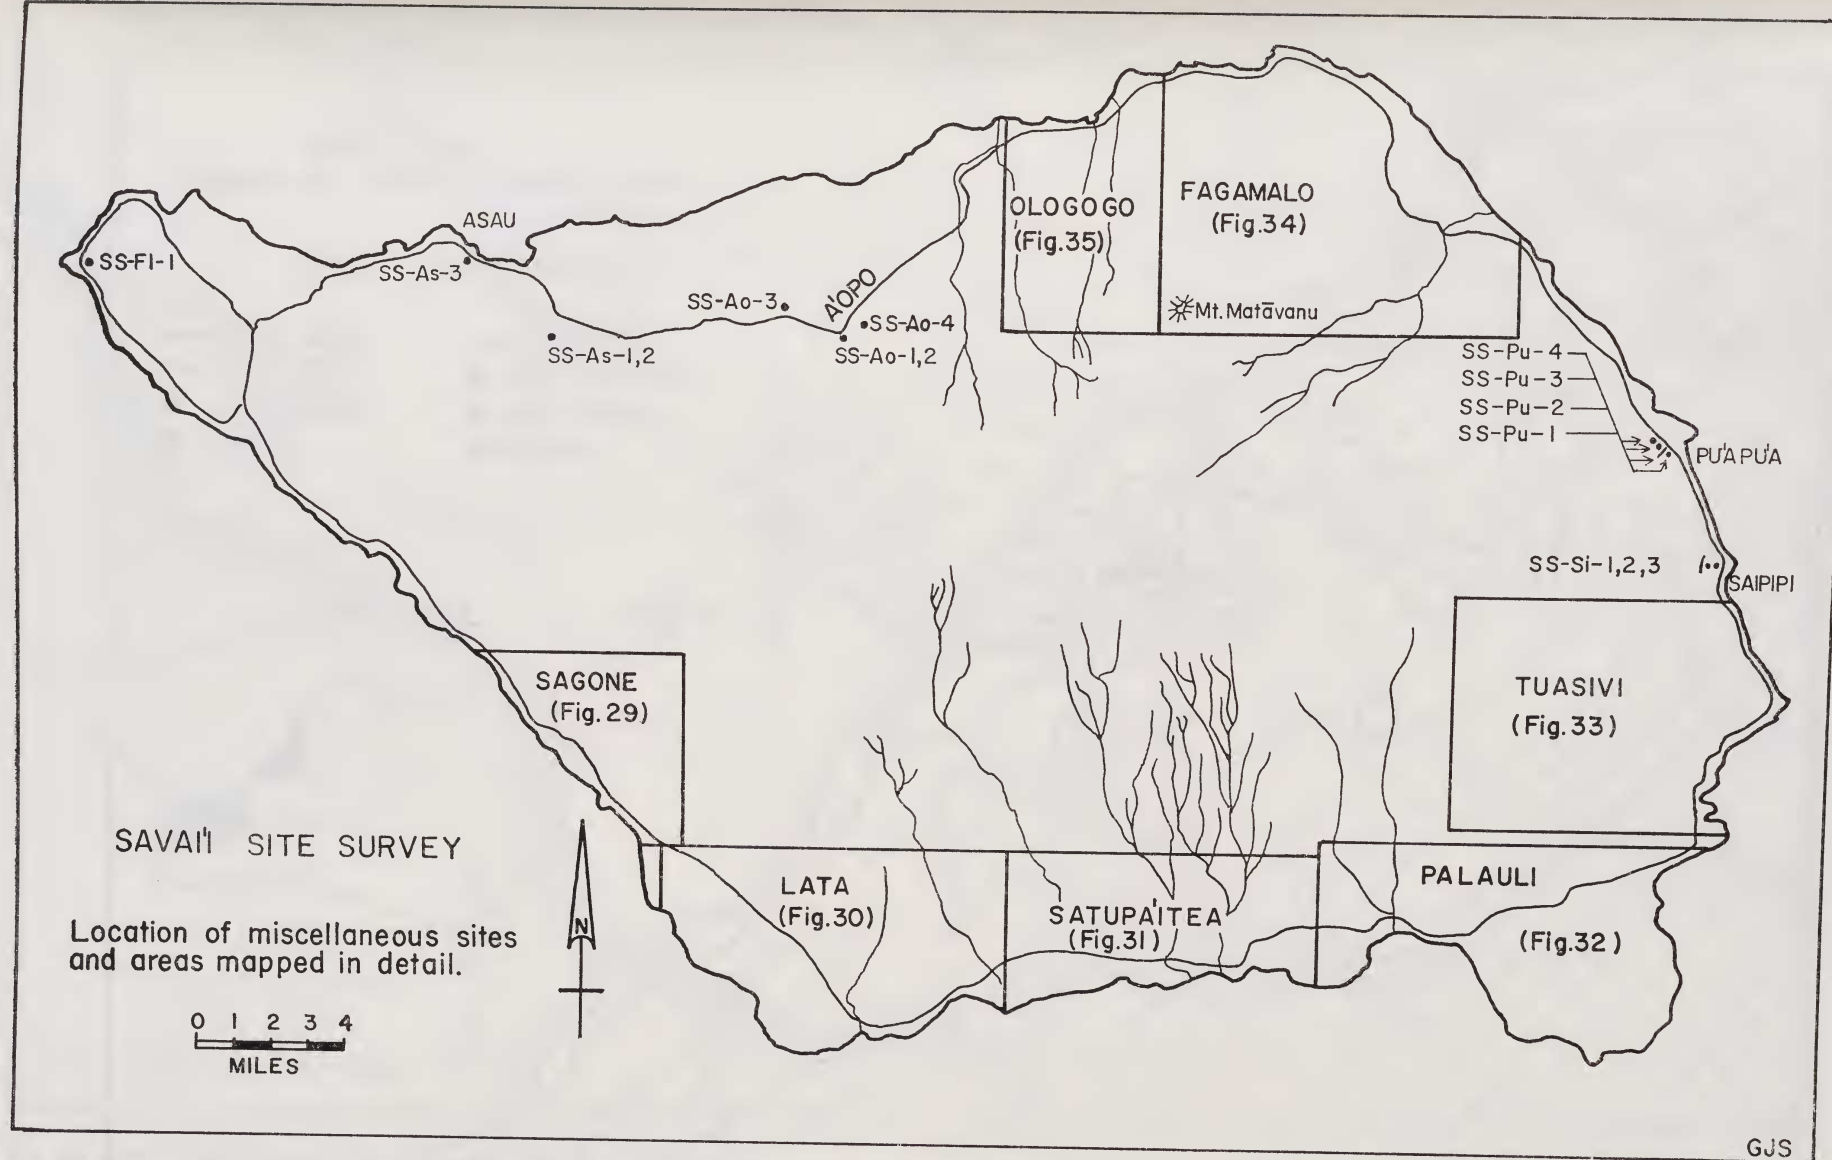 OLOGOGO
(Fig.35)
FAGAMALO
(Fig.34)
ASAU
SS-Fl-1
SS-As-3
SS-As-1,2
SS-Ao-3
A'OPO
SS-Ao-4
SS-Ao-1,2
Mt. Matāvanu
SS-Pu-4
SS-Pu-3
SS-Pu-2
SS-Pu-1
PU'APU'A
SS-Si-1,2,3
SAIPIPI
SAGONE
(Fig.29)
TUASIVI
(Fig.33)
SAVAI'I SITE SURVEY
Location of miscellaneous sites
and areas mapped in detail.
0 1 2 3 4
MILES
N
LATA
(Fig.30)
SATUPA'ITEA
(Fig.31)
PALAULI
(Fig.32)
GJS